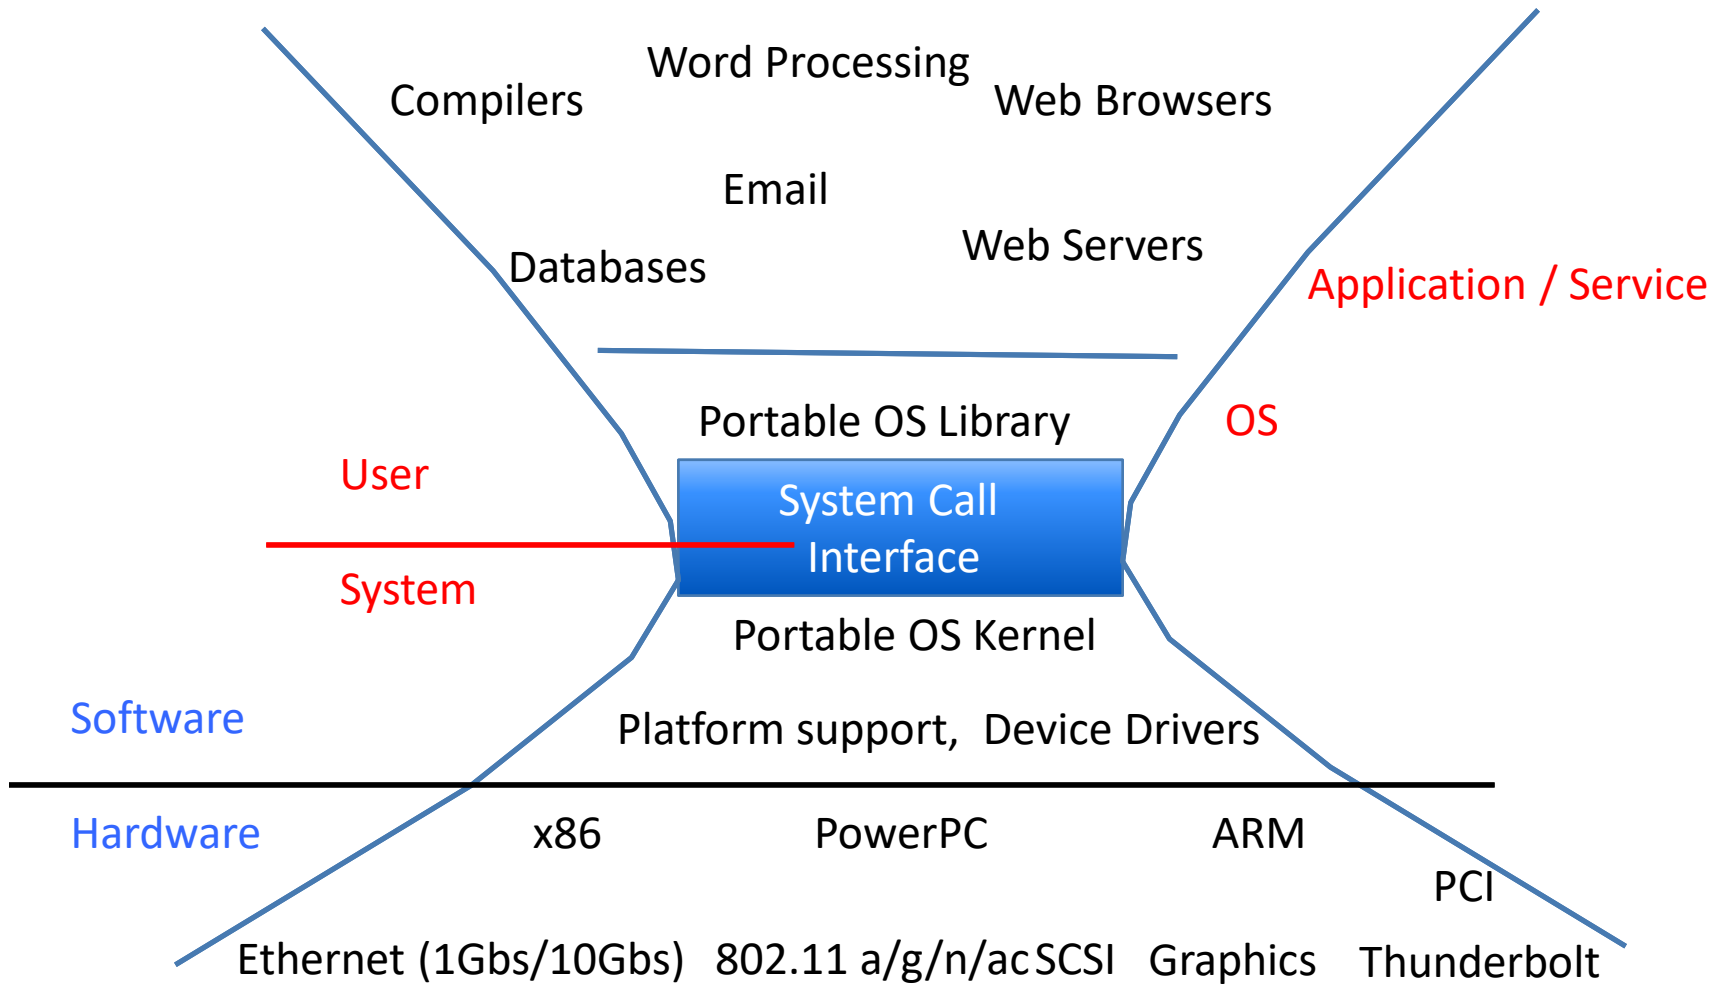 Word Processing
Compilers
Web Browsers
Email
Web Servers
Databases
Application / Service
Portable OS Library
OS
User
System Call
Interface
System
Portable OS Kernel
Software
Platform support,  Device Drivers
Hardware
x86
PowerPC
ARM
PCI
Ethernet (1Gbs/10Gbs)
802.11 a/g/n/ac
SCSI
Graphics
Thunderbolt